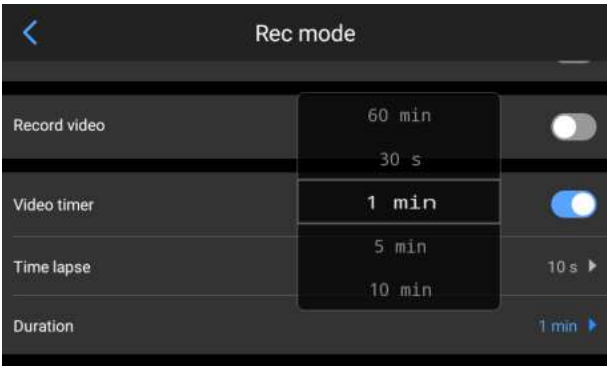 Rec mode
60 min
Record video
30 s
Video timer
1 min
5 min
Time lapse
10 s
10 min
Duration
1 min